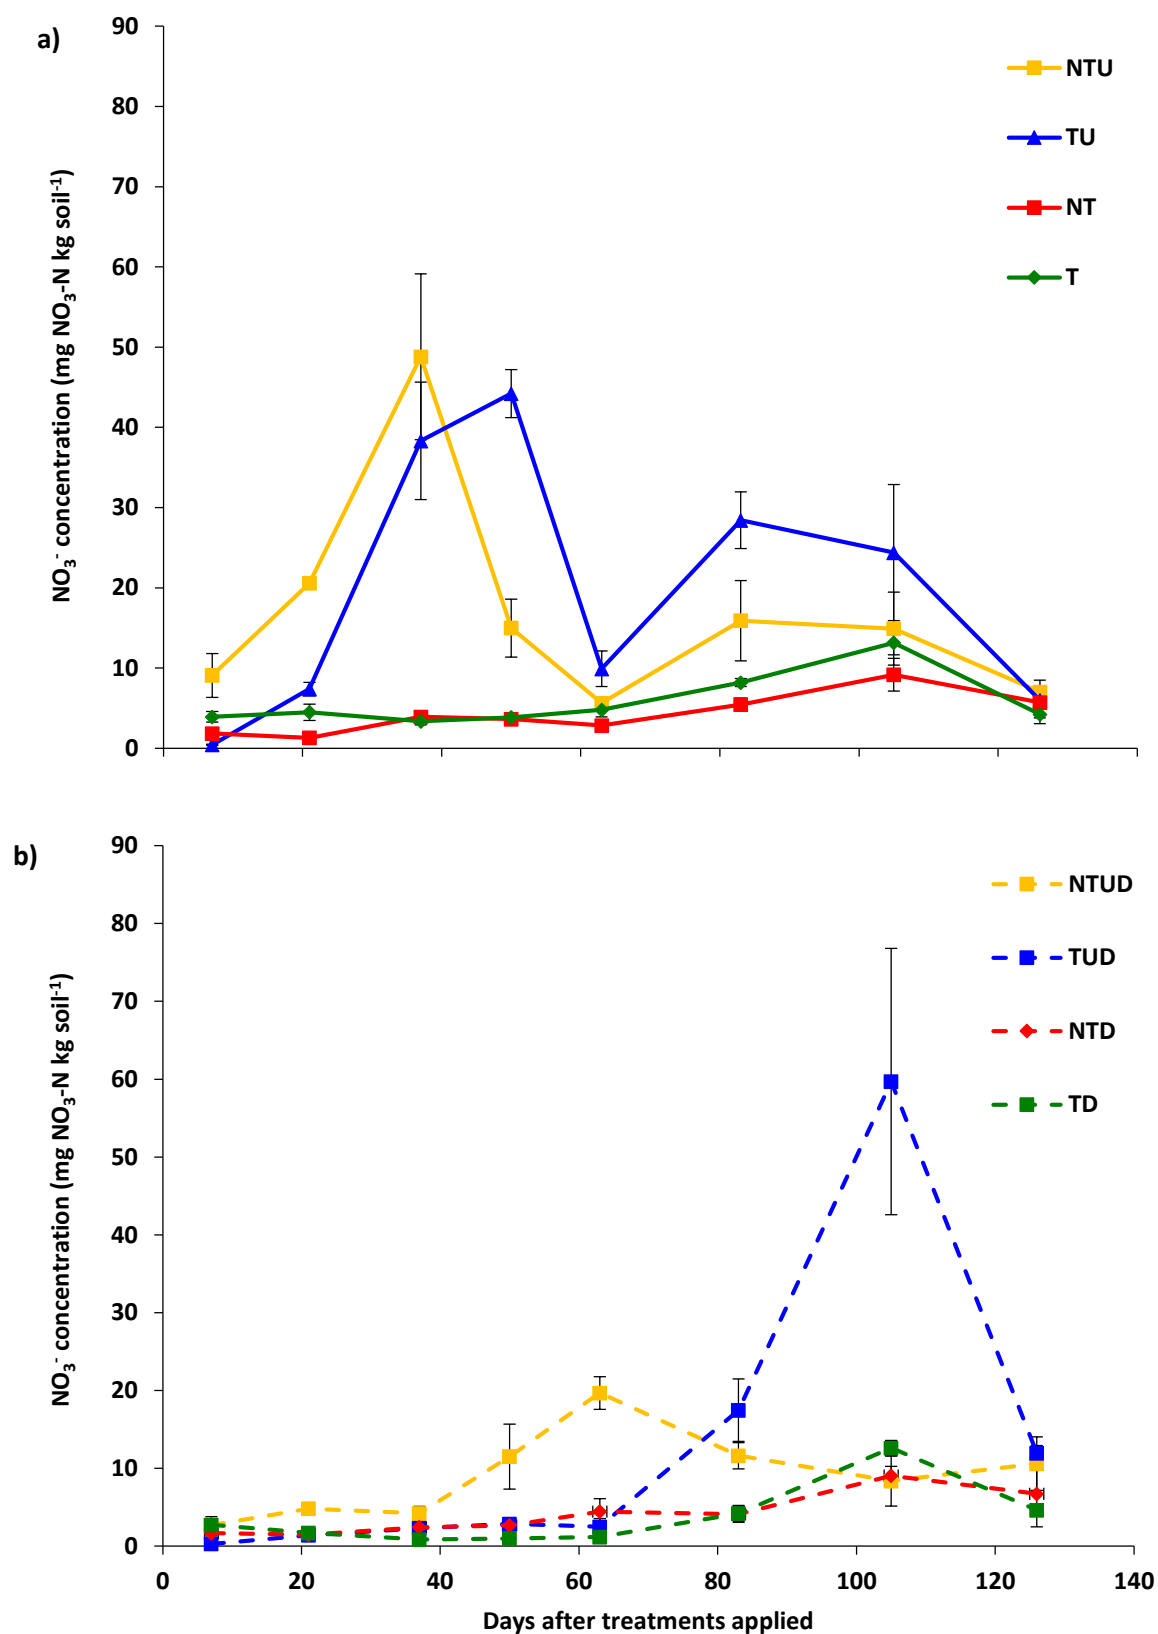 a)
90
80
70
60
50
40
30
20
10
0
NO₃⁻ concentration (mg NO₃-N kg soil⁻¹)
NTU
TU
NT
T
b)
90
80
70
60
50
40
30
20
10
0
NO₃⁻ concentration (mg NO₃-N kg soil⁻¹)
NTUD
TUD
NTD
TD
0 20 40 60 80 100 120 140
Days after treatments applied